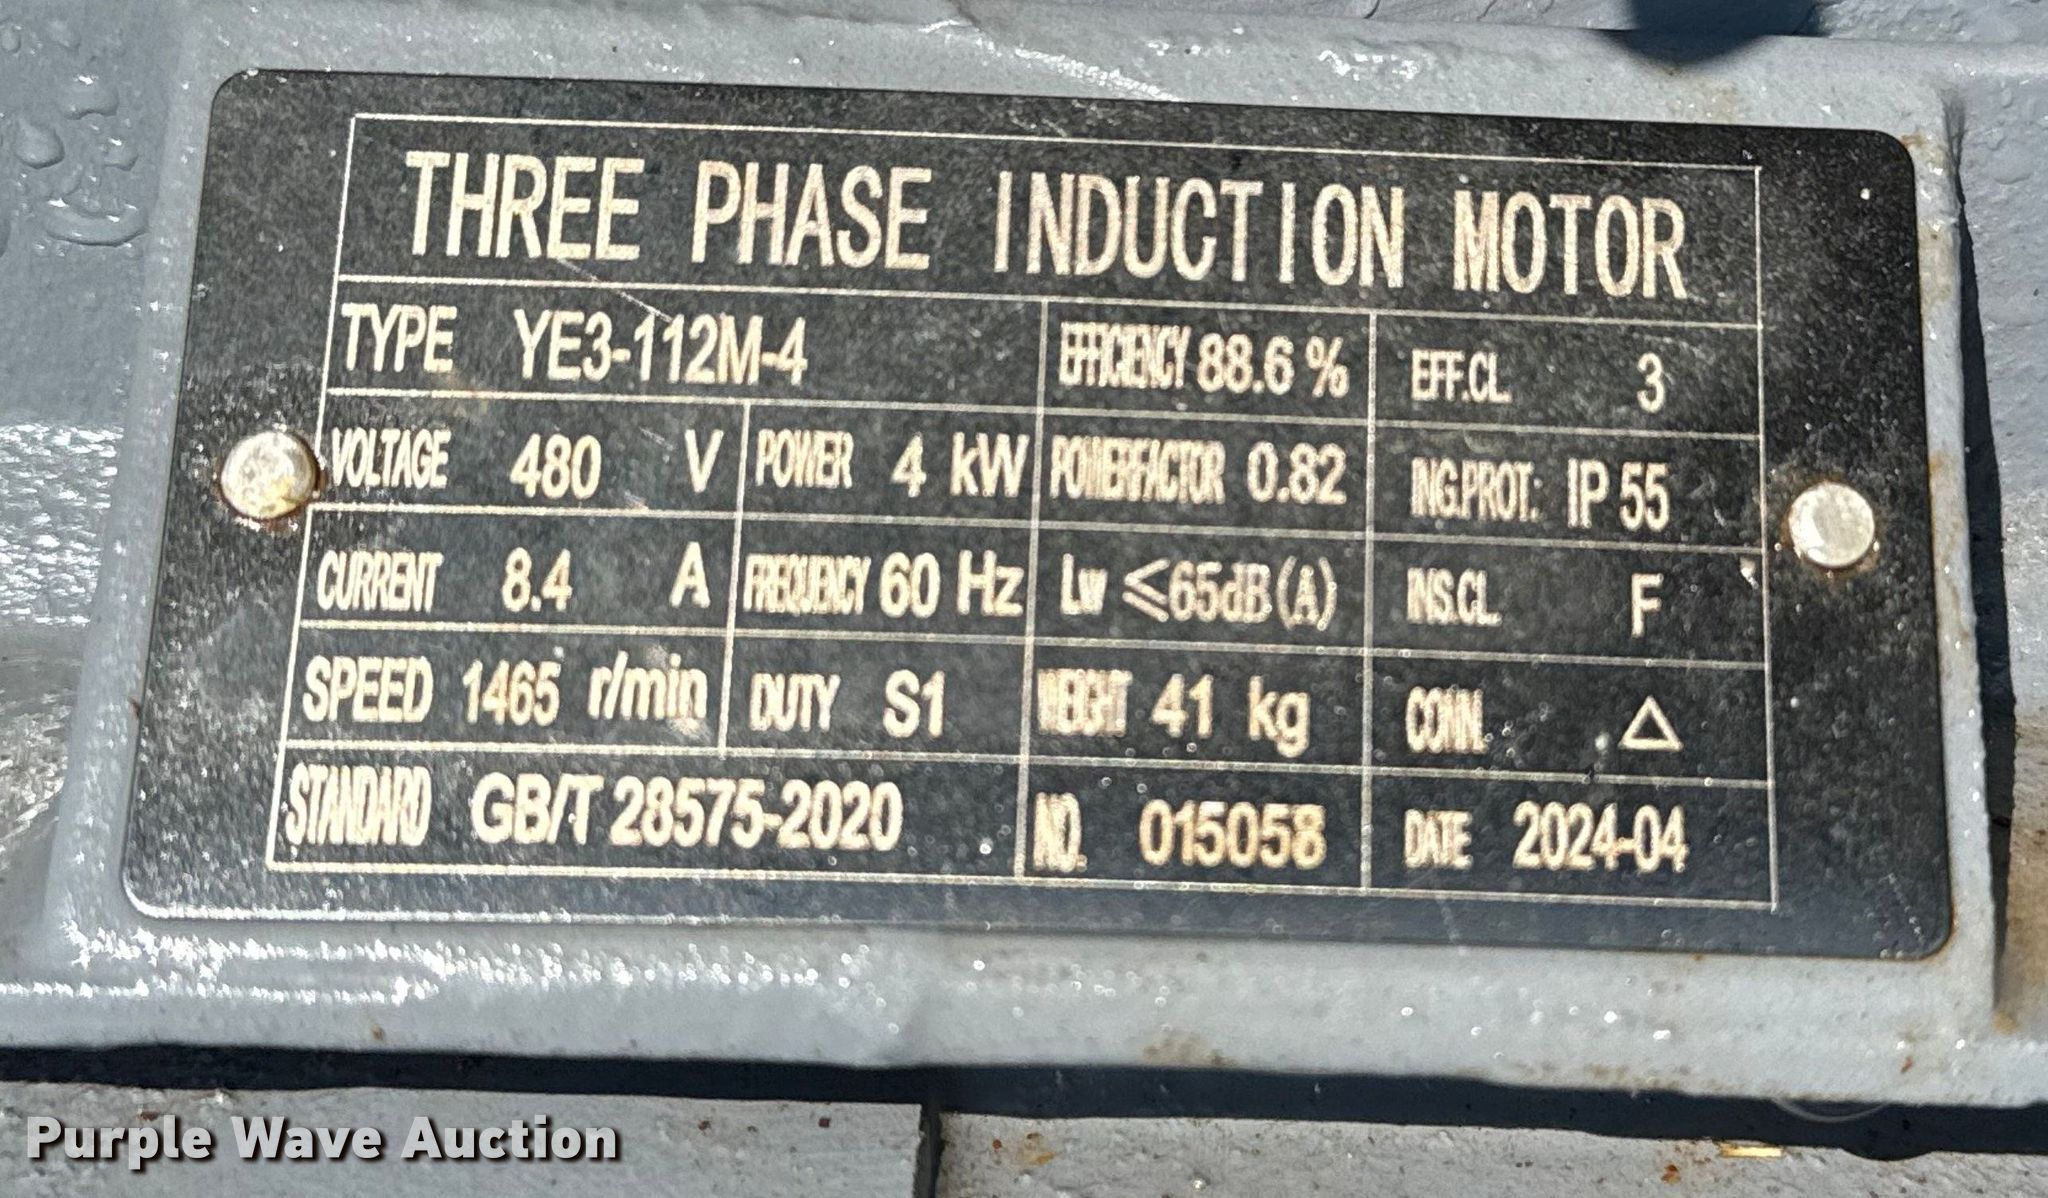 THREE PHASE INDUCTION MOTOR
TYPE YE3-112M-4 EFFICIENCY 88.6 % EFF.CL. 3
VOLTAGE 480 V POWER 4 kW POWERFACTOR 0.82 ING.PROT.: IP 55
CURRENT 8.4 A FREQUENCY 60 Hz Lw ≤65dB(A) INS.CL. F
SPEED 1465 r/min DUTY S1 WEIGHT 41 kg CONN. △
STANDARD GB/T 28575-2020 NO. 015058 DATE 2024-04
Purple Wave Auction